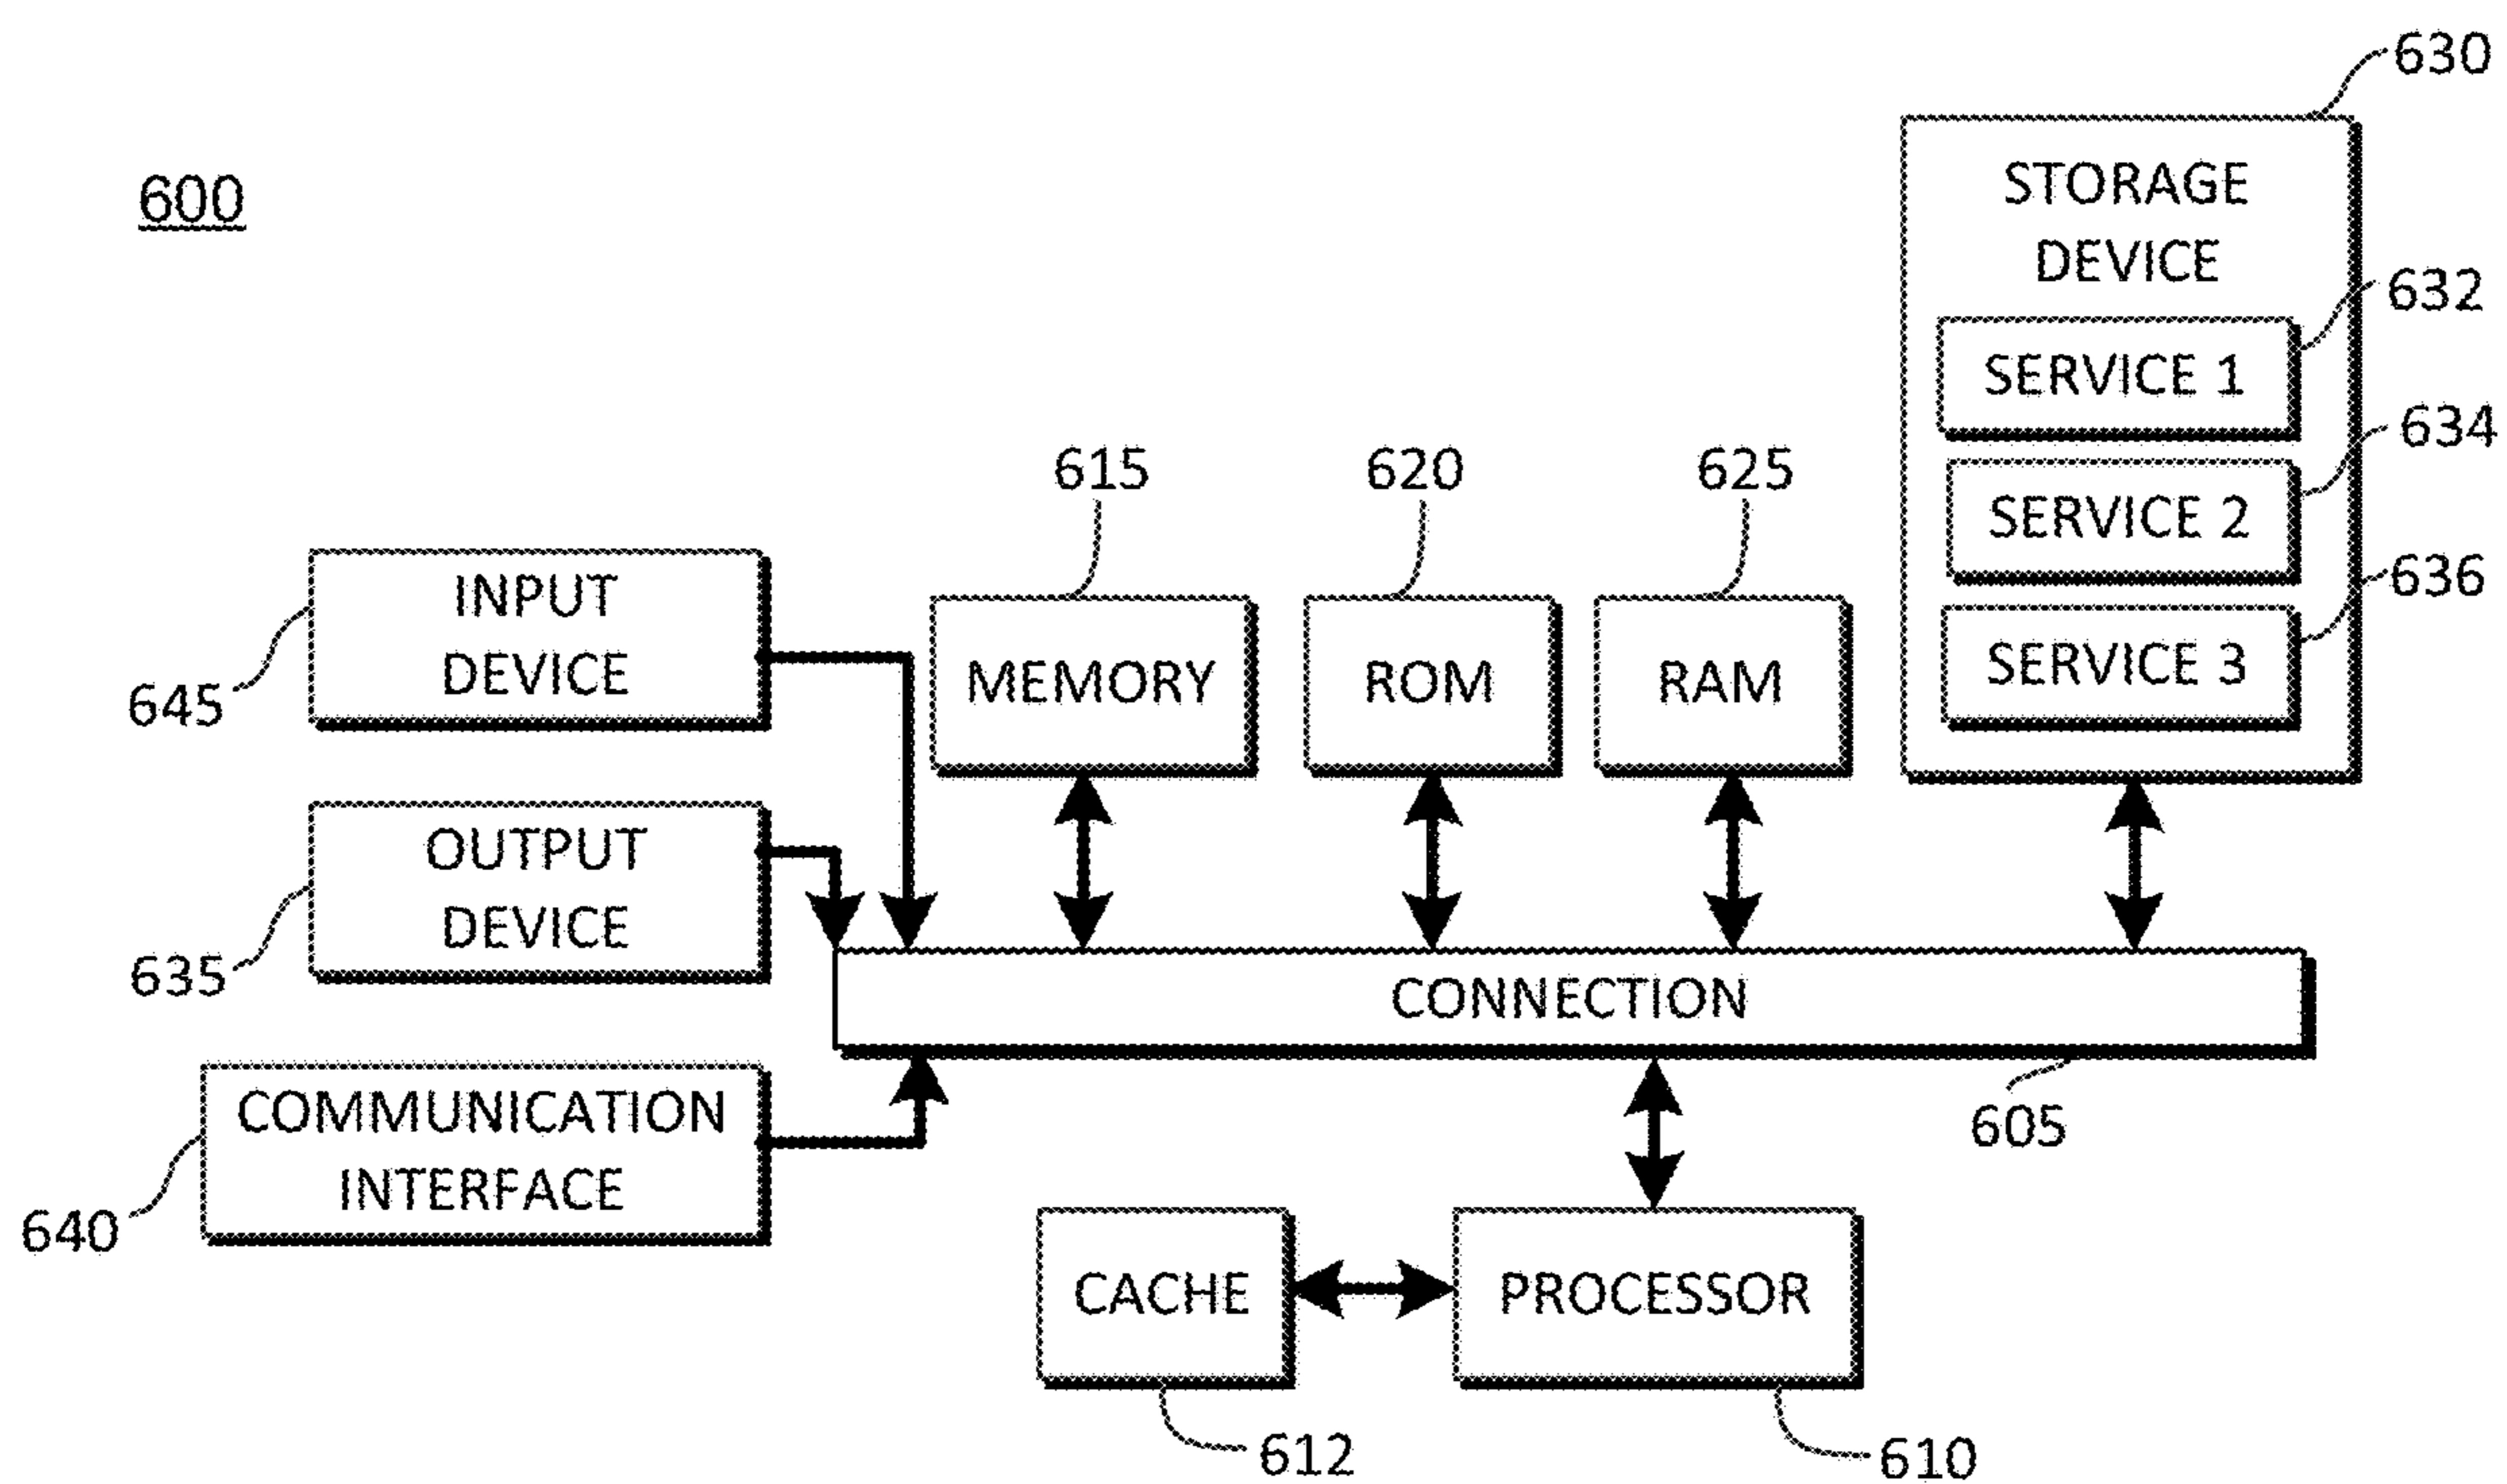 630
600
STORAGE
DEVICE
632
SERVICE 1
634
615
620
625
SERVICE 2
636
INPUT
DEVICE
645
MEMORY
ROM
RAM
SERVICE 3
OUTPUT
DEVICE
635
CONNECTION
605
COMMUNICATION
INTERFACE
640
CACHE
PROCESSOR
612
610